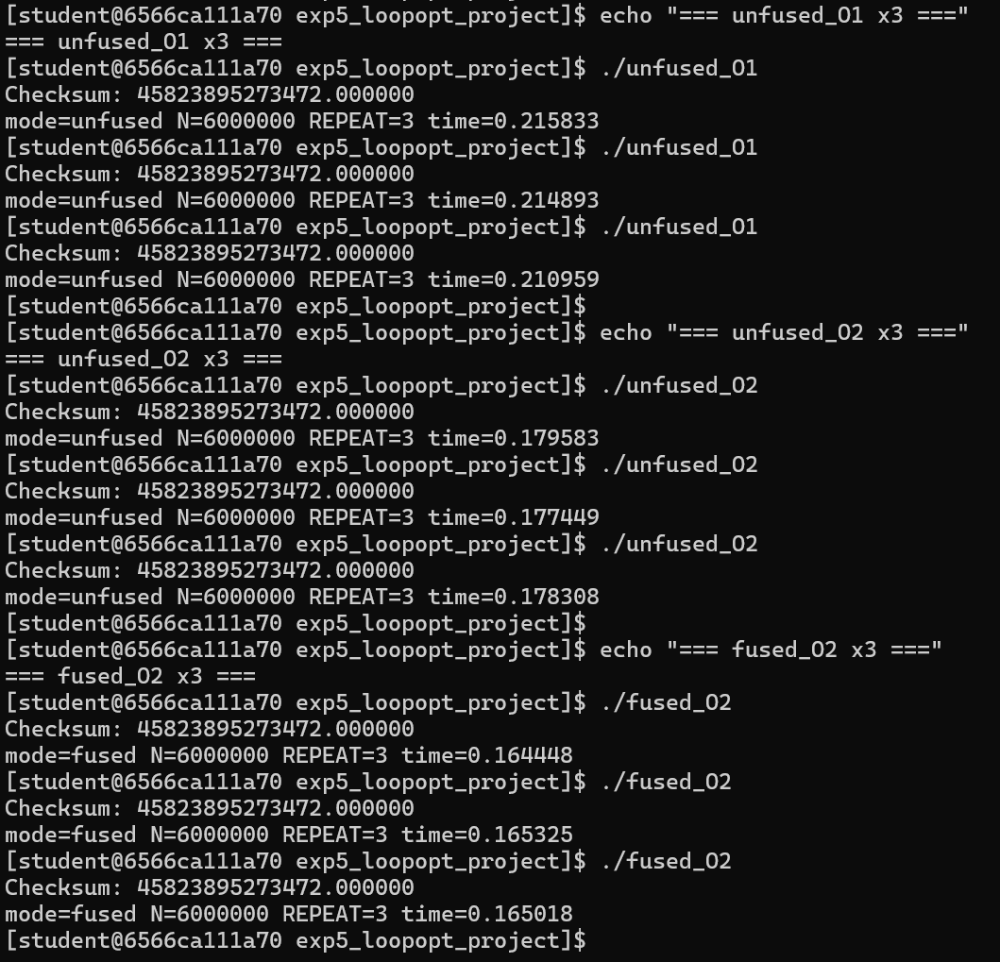 [student@6566ca111a70 exp5_loopopt_project]$ echo "=== unfused_O1 x3 ==="
=== unfused_O1 x3 ===
[student@6566ca111a70 exp5_loopopt_project]$ ./unfused_O1
Checksum: 45823895273472.000000
mode=unfused N=6000000 REPEAT=3 time=0.215833
[student@6566ca111a70 exp5_loopopt_project]$ ./unfused_O1
Checksum: 45823895273472.000000
mode=unfused N=6000000 REPEAT=3 time=0.214893
[student@6566ca111a70 exp5_loopopt_project]$ ./unfused_O1
Checksum: 45823895273472.000000
mode=unfused N=6000000 REPEAT=3 time=0.210959
[student@6566ca111a70 exp5_loopopt_project]$
[student@6566ca111a70 exp5_loopopt_project]$ echo "=== unfused_O2 x3 ==="
=== unfused_O2 x3 ===
[student@6566ca111a70 exp5_loopopt_project]$ ./unfused_O2
Checksum: 45823895273472.000000
mode=unfused N=6000000 REPEAT=3 time=0.179583
[student@6566ca111a70 exp5_loopopt_project]$ ./unfused_O2
Checksum: 45823895273472.000000
mode=unfused N=6000000 REPEAT=3 time=0.177449
[student@6566ca111a70 exp5_loopopt_project]$ ./unfused_O2
Checksum: 45823895273472.000000
mode=unfused N=6000000 REPEAT=3 time=0.178308
[student@6566ca111a70 exp5_loopopt_project]$
[student@6566ca111a70 exp5_loopopt_project]$ echo "=== fused_O2 x3 ==="
=== fused_O2 x3 ===
[student@6566ca111a70 exp5_loopopt_project]$ ./fused_O2
Checksum: 45823895273472.000000
mode=fused N=6000000 REPEAT=3 time=0.164448
[student@6566ca111a70 exp5_loopopt_project]$ ./fused_O2
Checksum: 45823895273472.000000
mode=fused N=6000000 REPEAT=3 time=0.165325
[student@6566ca111a70 exp5_loopopt_project]$ ./fused_O2
Checksum: 45823895273472.000000
mode=fused N=6000000 REPEAT=3 time=0.165018
[student@6566ca111a70 exp5_loopopt_project]$